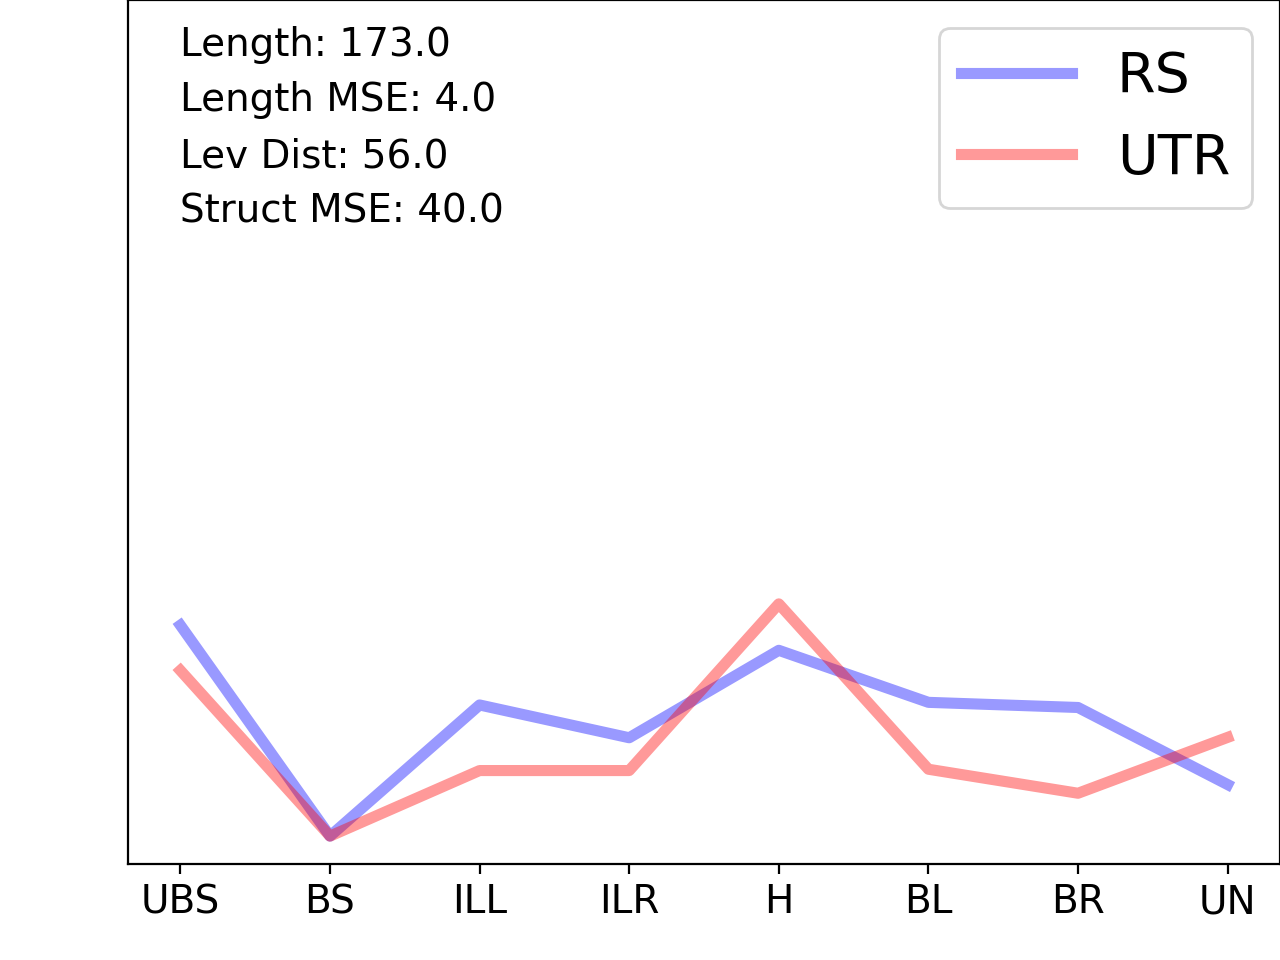 Length: 173.0
Length MSE: 4.0
Lev Dist: 56.0
Struct MSE: 40.0
RS
UTR
UBS BS ILL ILR H BL BR UN